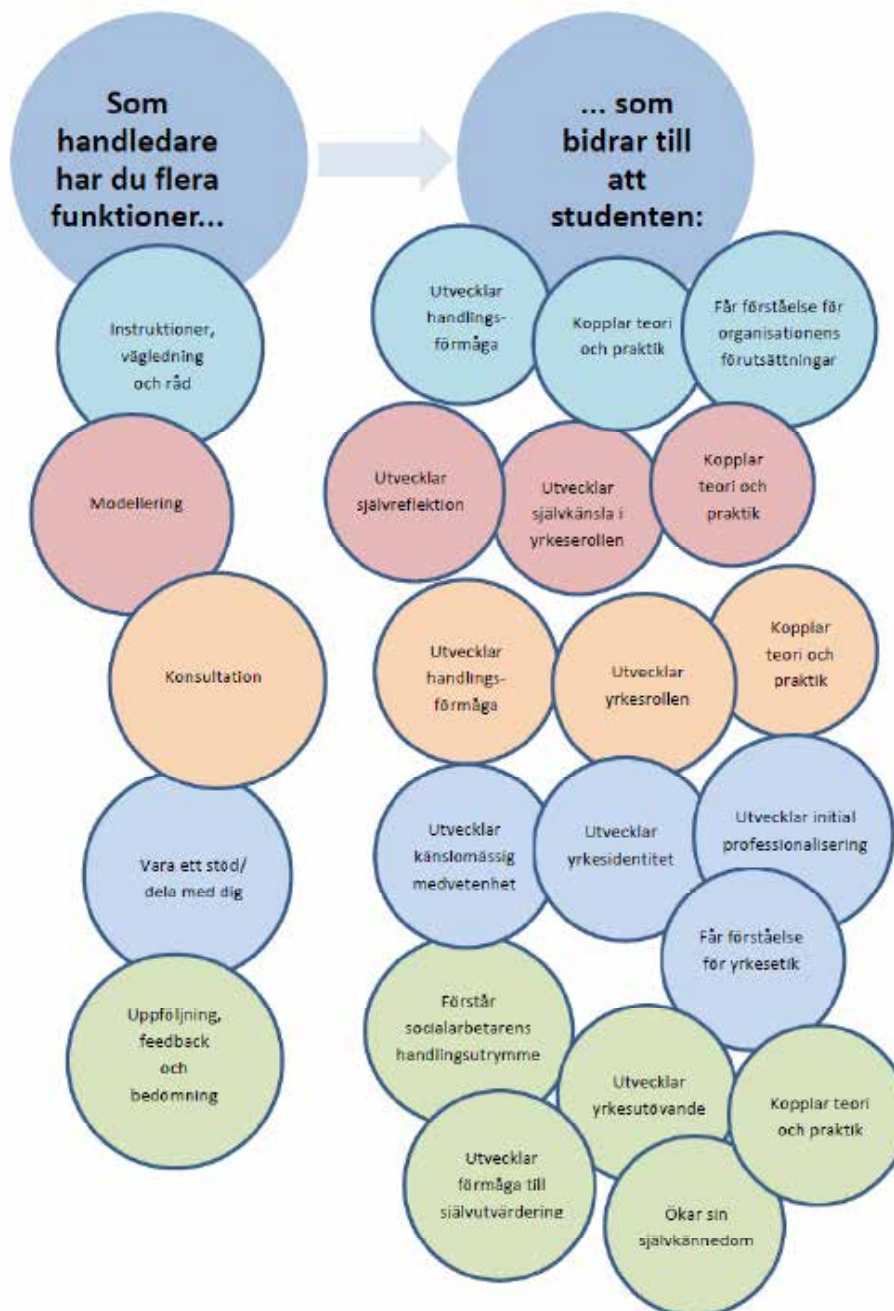 Som
handledare
har du flera
funktioner...
... som
bidrar till
att
studenten:
Instruktioner,
vägledning
och råd
Utvecklar
handlings-
förmåga
Kopplar teori
och praktik
Får förståelse för
organisationens
förutsättningar
Modellering
Utvecklar
självreflektion
Utvecklar
självkänsla i
yrkeserollen
Kopplar
teori och
praktik
Konsultation
Utvecklar
handlings-
förmåga
Utvecklar
yrkesrollen
Kopplar
teori och
praktik
Vara ett stöd/
dela med dig
Utvecklar
känslomässig
medvetenhet
Utvecklar
yrkesidentitet
Utvecklar initial
professionalisering
Får förståelse
för yrkesetik
Uppföljning,
feedback
och
bedömning
Förstår
socialarbetarens
handlingsutrymme
Utvecklar
yrkesutövande
Kopplar teori
och praktik
Utvecklar
förmåga till
självutvärdering
Ökar sin
självkännedom